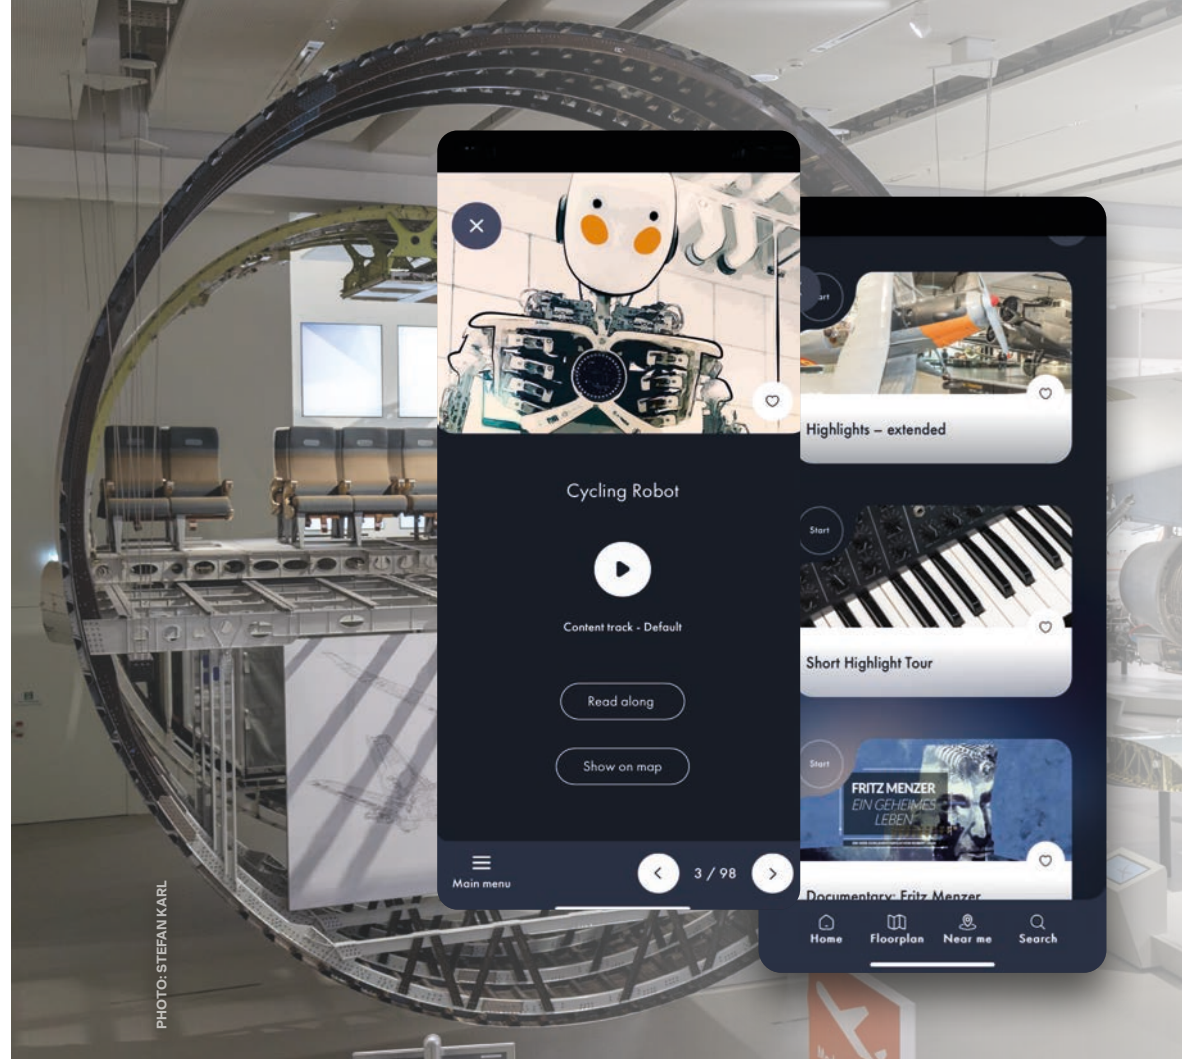 Cycling Robot
Content track - Default
Read along
Show on map
Main menu
3 / 98
Highlights – extended
Start
Short Highlight Tour
Start
FRITZ MENZER
EIN GEHEIMES
LEBEN
Documentary: Fritz Menzer
Home
Floorplan
Near me
Search
PHOTO: STEFAN KARL